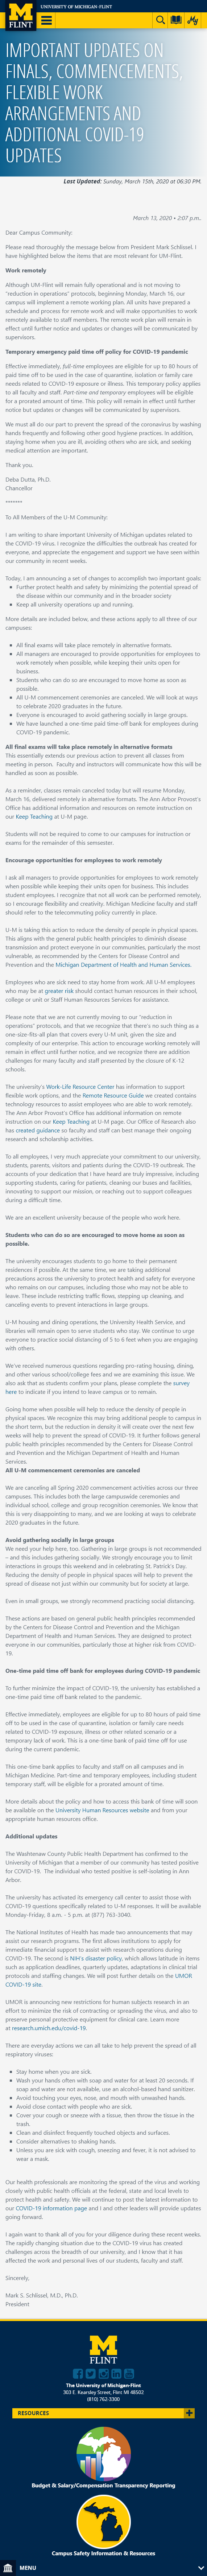 UNIVERSITY OF MICHIGAN-FLINT
M
FLINT
My
IMPORTANT UPDATES ON
FINALS, COMMENCEMENTS,
FLEXIBLE WORK
ARRANGEMENTS AND
ADDITIONAL COVID-19
UPDATES
Last Updated: Sunday, March 15th, 2020 at 06:30 PM.
March 13, 2020 • 2:07 p.m.
Dear Campus Community:
Please read thoroughly the message below from President Mark Schlissel. I
have highlighted below the items that are most relevant for UM-Flint.
Work remotely
Although UM-Flint will remain fully operational and is not moving to
"reduction in operations" protocols, beginning Monday, March 16, our
campus will implement a remote working plan. All units have prepared a
schedule and process for remote work and will make opportunities to work
remotely available to staff members. The remote work plan will remain in
effect until further notice and updates or changes will be communicated by
supervisors.
Temporary emergency paid time off policy for COVID-19 pandemic
Effective immediately, full-time employees are eligible for up to 80 hours of
paid time off to be used in the case of quarantine, isolation or family care
needs related to COVID-19 exposure or illness. This temporary policy applies
to all faculty and staff. Part-time and temporary employees will be eligible
for a prorated amount of time. This policy will remain in effect until further
notice but updates or changes will be communicated by supervisors.
We must all do our part to prevent the spread of the coronavirus by washing
hands frequently and following other good hygiene practices. In addition,
staying home when you are ill, avoiding others who are sick, and seeking
medical attention are important.
Thank you.
Deba Dutta, Ph.D.
Chancellor
*******
To All Members of the U-M Community:
I am writing to share important University of Michigan updates related to
the COVID-19 virus. I recognize the difficulties the outbreak has created for
everyone, and appreciate the engagement and support we have seen within
our community in recent weeks.
Today, I am announcing a set of changes to accomplish two important goals:
Further protect health and safety by minimizing the potential spread of
the disease within our community and in the broader society
Keep all university operations up and running.
More details are included below, and these actions apply to all three of our
campuses:
All final exams will take place remotely in alternative formats.
All managers are encouraged to provide opportunities for employees to
work remotely when possible, while keeping their units open for
business.
Students who can do so are encouraged to move home as soon as
possible.
All U-M commencement ceremonies are canceled. We will look at ways
to celebrate 2020 graduates in the future.
Everyone is encouraged to avoid gathering socially in large groups.
We have launched a one-time paid time-off bank for employees during
COVID-19 pandemic.
All final exams will take place remotely in alternative formats
This essentially extends our previous action to prevent all classes from
meeting in person. Faculty and instructors will communicate how this will be
handled as soon as possible.
As a reminder, classes remain canceled today but will resume Monday,
March 16, delivered remotely in alternative formats. The Ann Arbor Provost's
Office has additional information and resources on remote instruction on
our Keep Teaching at U-M page.
Students will not be required to come to our campuses for instruction or
exams for the remainder of this semester.
Encourage opportunities for employees to work remotely
I ask all managers to provide opportunities for employees to work remotely
when possible while keeping their units open for business. This also includes
student employees. I recognize that not all work can be performed remotely,
so I encourage flexibility and creativity. Michigan Medicine faculty and staff
should refer to the telecommuting policy currently in place.
U-M is taking this action to reduce the density of people in physical spaces.
This aligns with the general public health principles to diminish disease
transmission and protect everyone in our communities, particularly those at
highest risk, as recommended by the Centers for Disease Control and
Prevention and the Michigan Department of Health and Human Services.
Employees who are sick need to stay home from work. All U-M employees
who may be at greater risk should contact human resources in their school,
college or unit or Staff Human Resources Services for assistance.
Please note that we are not currently moving to our "reduction in
operations" protocols, and that we recognize that there's no such thing as a
one-size-fits-all way to carry out this plan. U-M units, given the size and
complexity of our university, may do this in different ways, and all remote
work plans will remain in effect until further notice. We also recognize there
may be impacts on faculty and staff presented by the closure of K-12
schools.
The university's Work-Life Resource Center has information to support
flexible work options, and the Remote Resource Guide we created contains
technology resources to assist employees who are able to work remotely.
The Ann Arbor Provost's Office has information and resources on remote
instruction on our Keep Teaching at U-M page. Our Office of Research also
has created guidance so faculty and staff can best manage their ongoing
research and scholarship activities.
To all employees, I very much appreciate your commitment to our university,
students, parents, visitors and patients during the COVID-19 outbreak. The
accounts of your dedication that I have heard are truly inspiring. Many of you
are working extended hours, cleaning and disinfecting spaces and facilities,
innovating to support our mission, or reaching out to support colleagues
during a difficult time.
We are an excellent university because of the people who work here.
Students who can do so are encouraged to move home as soon as
possible.
The university encourages students to go home to their permanent
residences if possible. At the same time, we are taking additional
precautions across the university to protect health and safety for everyone
who remains on our campuses, including those who may not be able to
leave. These include restricting traffic flows, stepping up cleaning, and
canceling events to prevent interactions in large groups.
U-M housing and dining operations, the University Health Service, and
libraries will remain open to serve students who stay. We continue to urge
everyone to practice social distancing of 5 to 6 feet when you are engaging
with others.
We've received numerous questions regarding pro-rating housing, dining,
and other various school/college fees and we are examining this issue. We
also ask that as students confirm your plans, please complete the survey
here to indicate if you intend to leave campus or to remain.
Going home when possible will help to reduce the density of people in
physical spaces. We recognize this may bring additional people to campus in
the short term, but we believe that having fewer people here in the coming
weeks will help to prevent the spread of COVID-19. It further follows general
public health principles recommended by the Centers for Disease Control
and Prevention and the Michigan Department of Health and Human
Services.
All U-M commencement ceremonies are canceled
We are canceling all Spring 2020 commencement activities across our three
campuses. This includes both the large campus-wide ceremonies and
individual school, college and group recognition ceremonies. We know that
this is very disappointing to many, and we are looking at ways to celebrate
2020 graduates in the future.
Avoid gathering socially in large groups
We need your help here, too. Gathering in large groups is not recommended
– and this includes gathering socially. We strongly encourage you to limit
interactions in groups this weekend and in celebrating St. Patrick's Day.
Reducing the density of people in physical spaces will help to prevent the
spread of disease not just within our community but for society at large.
Even in small groups, we strongly recommend practicing social distancing.
These actions are based on general public health principles recommended
by the Centers for Disease Control and Prevention and the Michigan
Department of Health and Human Services. They are designed to protect
everyone in our communities, particularly those at higher risk from COVID-
19.
One-time paid time off bank for employees during COVID-19 pandemic
To further minimize the impact of COVID-19, the university has established a
one-time paid time off bank related to the pandemic.
Effective immediately, employees are eligible for up to 80 hours of paid time
off to be used in the case of quarantine, isolation or family care needs
related to COVID-19 exposure, illness or other related scenario or a
temporary lack of work. This is a one-time bank of paid time off for use
during the current pandemic.
This one-time bank applies to faculty and staff on all campuses and at
Michigan Medicine. Part-time and temporary employees, including student
temporary staff, will be eligible for a prorated amount of time.
More details about the policy and how to access this bank of time will soon
be available on the University Human Resources website and from your
appropriate human resources office.
Additional updates
The Washtenaw County Public Health Department has confirmed to the
University of Michigan that a member of our community has tested positive
for COVID-19. The individual who tested positive is self-isolating in Ann
Arbor.
The university has activated its emergency call center to assist those with
COVID-19 questions specifically related to U-M responses. It will be available
Monday-Friday, 8 a.m. - 5 p.m. at (877) 763-3040.
The National Institutes of Health has made two announcements that may
assist in research programs. The first allows institutions to apply for
immediate supplemental support to assist with research operations during
COVID-19. The second is NIH's disaster policy, which allows latitude in items
such as application deadlines, quarterly updates, adaptations in clinical trial
protocols and staffing changes. We will post further details on the UMOR
COVID-19 site.
UMOR is announcing new restrictions for human subjects research in an
effort to minimize the risk of contracting or spreading the virus, and also to
preserve personal protective equipment for clinical care. Learn more
at research.umich.edu/covid-19.
There are everyday actions we can all take to help prevent the spread of all
respiratory viruses:
Stay home when you are sick.
Wash your hands often with soap and water for at least 20 seconds. If
soap and water are not available, use an alcohol-based hand sanitizer.
Avoid touching your eyes, nose, and mouth with unwashed hands.
Avoid close contact with people who are sick.
Cover your cough or sneeze with a tissue, then throw the tissue in the
trash.
Clean and disinfect frequently touched objects and surfaces.
Consider alternatives to shaking hands.
Unless you are sick with cough, sneezing and fever, it is not advised to
wear a mask.
Our health professionals are monitoring the spread of the virus and working
closely with public health officials at the federal, state and local levels to
protect health and safety. We will continue to post the latest information to
our COVID-19 information page and I and other leaders will provide updates
going forward.
I again want to thank all of you for your diligence during these recent weeks.
The rapidly changing situation due to the COVID-19 virus has created
challenges across the breadth of our university, and I know that it has
affected the work and personal lives of our students, faculty and staff.
Sincerely,
Mark S. Schlissel, M.D., Ph.D.
President
M
FLINT
The University of Michigan-Flint
303 E. Kearsley Street, Flint MI 48502
(810) 762-3300
RESOURCES
Budget & Salary/Compensation Transparency Reporting
Campus Safety Information & Resources
MENU